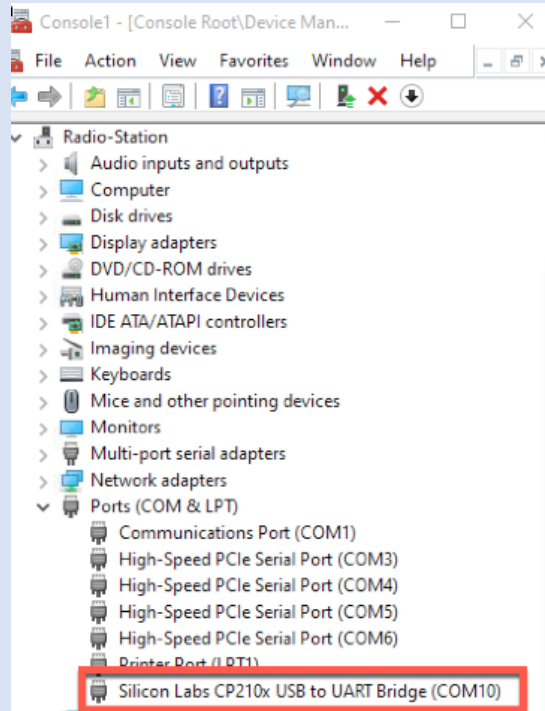 Console1 - [Console Root\Device Man...
File Action View Favorites Window Help
Radio-Station
Audio inputs and outputs
Computer
Disk drives
Display adapters
DVD/CD-ROM drives
Human Interface Devices
IDE ATA/ATAPI controllers
Imaging devices
Keyboards
Mice and other pointing devices
Monitors
Multi-port serial adapters
Network adapters
Ports (COM & LPT)
Communications Port (COM1)
High-Speed PCIe Serial Port (COM3)
High-Speed PCIe Serial Port (COM4)
High-Speed PCIe Serial Port (COM5)
High-Speed PCIe Serial Port (COM6)
Printer Port (LPT1)
Silicon Labs CP210x USB to UART Bridge (COM10)